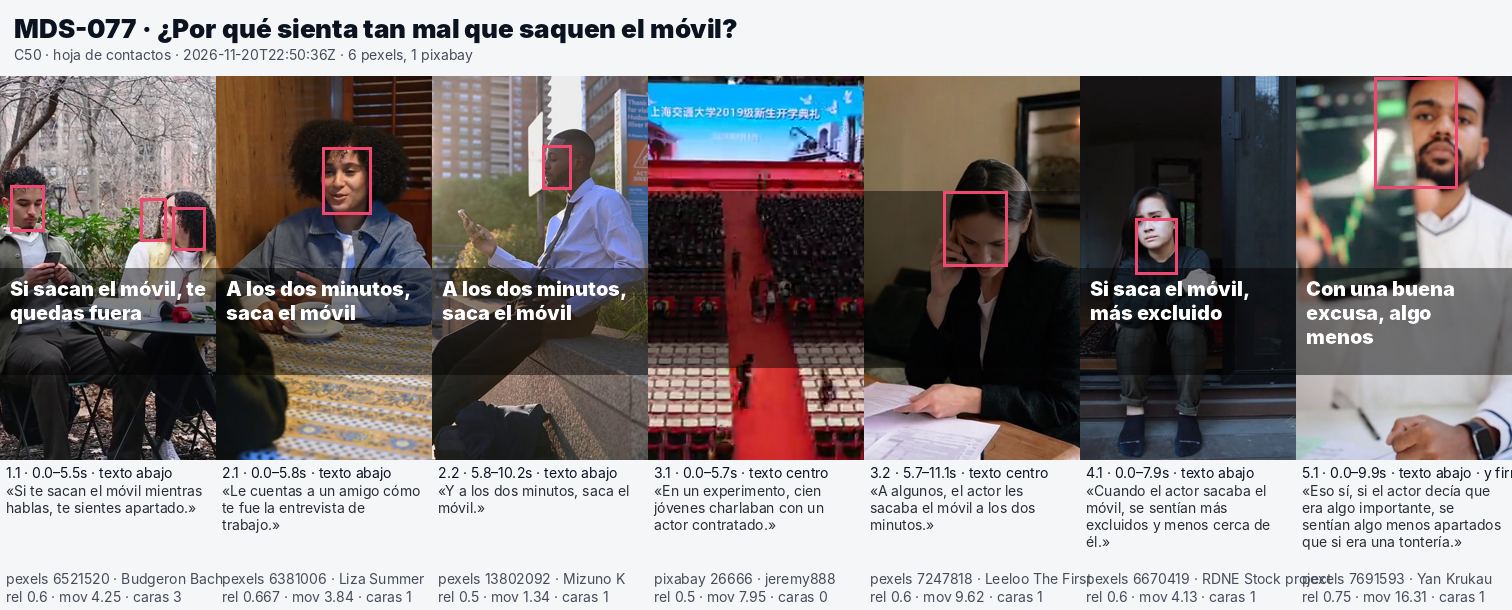 MDS-077 · ¿Por qué sienta tan mal que saquen el móvil?
C50 · hoja de contactos · 2026-11-20T22:50:36Z · 6 pexels, 1 pixabay
上海交通大学2019级新生开学典礼
Si sacan el móvil, te
quedas fuera
A los dos minutos,
saca el móvil
A los dos minutos,
saca el móvil
Si saca el móvil,
más excluido
Con una buena
excusa, algo
menos
1.1 · 0.0–5.5s · texto abajo
«Si te sacan el móvil mientras
hablas, te sientes apartado.»
pexels 6521520 · Budgeron Bach
rel 0.6 · mov 4.25 · caras 3
2.1 · 0.0–5.8s · texto abajo
«Le cuentas a un amigo cómo
te fue la entrevista de
trabajo.»
pexels 6381006 · Liza Summer
rel 0.667 · mov 3.84 · caras 1
2.2 · 5.8–10.2s · texto abajo
«Y a los dos minutos, saca el
móvil.»
pexels 13802092 · Mizuno K
rel 0.5 · mov 1.34 · caras 1
3.1 · 0.0–5.7s · texto centro
«En un experimento, cien
jóvenes charlaban con un
actor contratado.»
pixabay 26666 · jeremy888
rel 0.5 · mov 7.95 · caras 0
3.2 · 5.7–11.1s · texto centro
«A algunos, el actor les
sacaba el móvil a los dos
minutos.»
pexels 7247818 · Leeloo The First
rel 0.6 · mov 9.62 · caras 1
4.1 · 0.0–7.9s · texto abajo
«Cuando el actor sacaba el
móvil, se sentían más
excluidos y menos cerca de
él.»
pexels 6670419 · RDNE Stock project
rel 0.6 · mov 4.13 · caras 1
5.1 · 0.0–9.9s · texto abajo · y fir
«Eso sí, si el actor decía que
era algo importante, se
sentían algo menos apartados
que si era una tontería.»
pexels 7691593 · Yan Krukau
rel 0.75 · mov 16.31 · caras 1